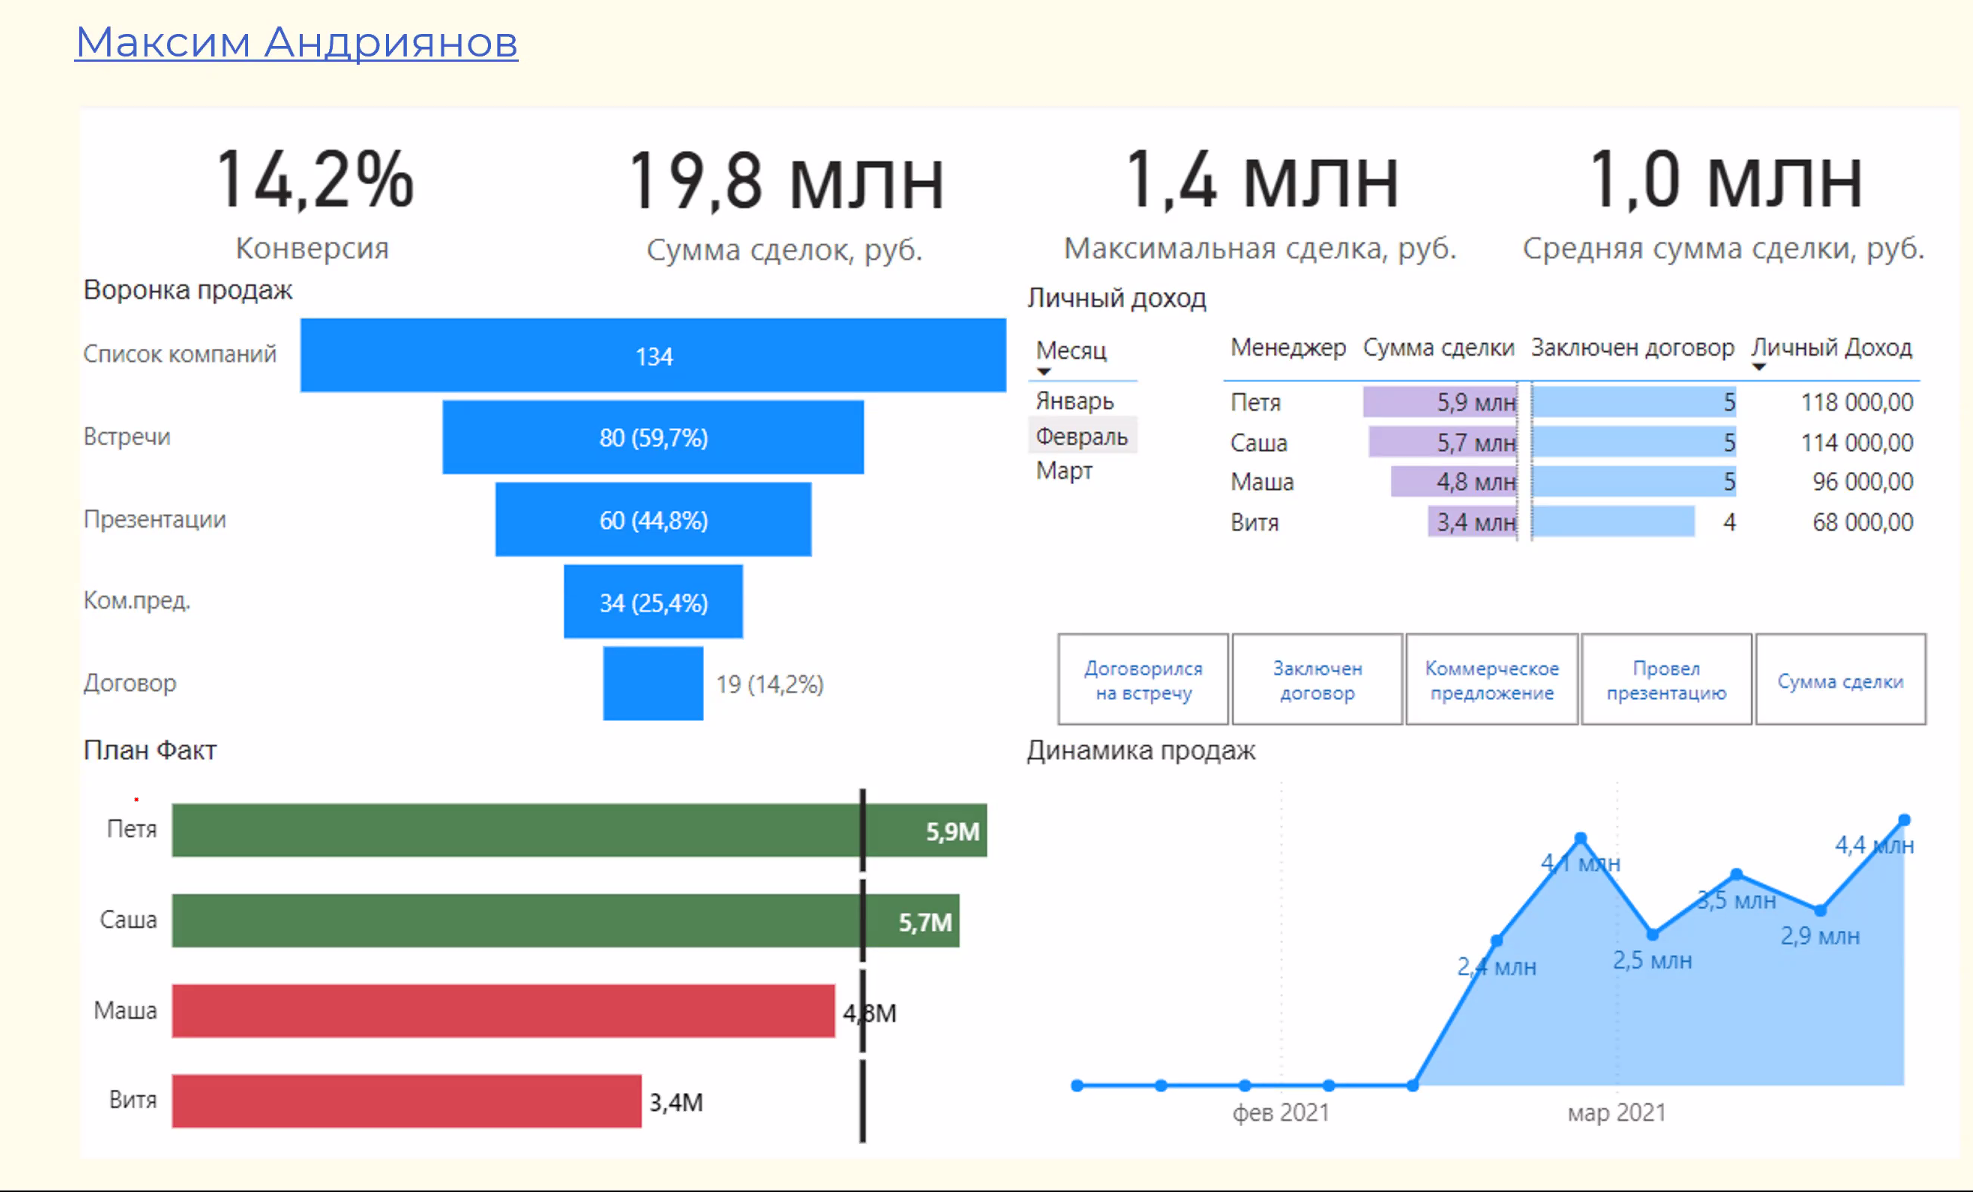 Максим Андриянов
14,2%
Конверсия
19,8 млн
Сумма сделок, руб.
1,4 млн
Максимальная сделка, руб.
1,0 млн
Средняя сумма сделки, руб.
Воронка продаж
Список компаний
134
Встречи
80 (59,7%)
Презентации
60 (44,8%)
Ком.пред.
34 (25,4%)
Договор
19 (14,2%)
Личный доход
Месяц
Январь
Февраль
Март
Менеджер Сумма сделки Заключен договор Личный Доход
Петя 5,9 млн 5 118 000,00
Саша 5,7 млн 5 114 000,00
Маша 4,8 млн 5 96 000,00
Витя 3,4 млн 4 68 000,00
Договорился
на встречу
Заключен
договор
Коммерческое
предложение
Провел
презентацию
Сумма сделки
План Факт
Петя 5,9M
Саша 5,7M
Маша 4,8M
Витя 3,4M
Динамика продаж
2,4 млн
4,1 млн
2,5 млн
3,5 млн
2,9 млн
4,4 млн
фев 2021
мар 2021